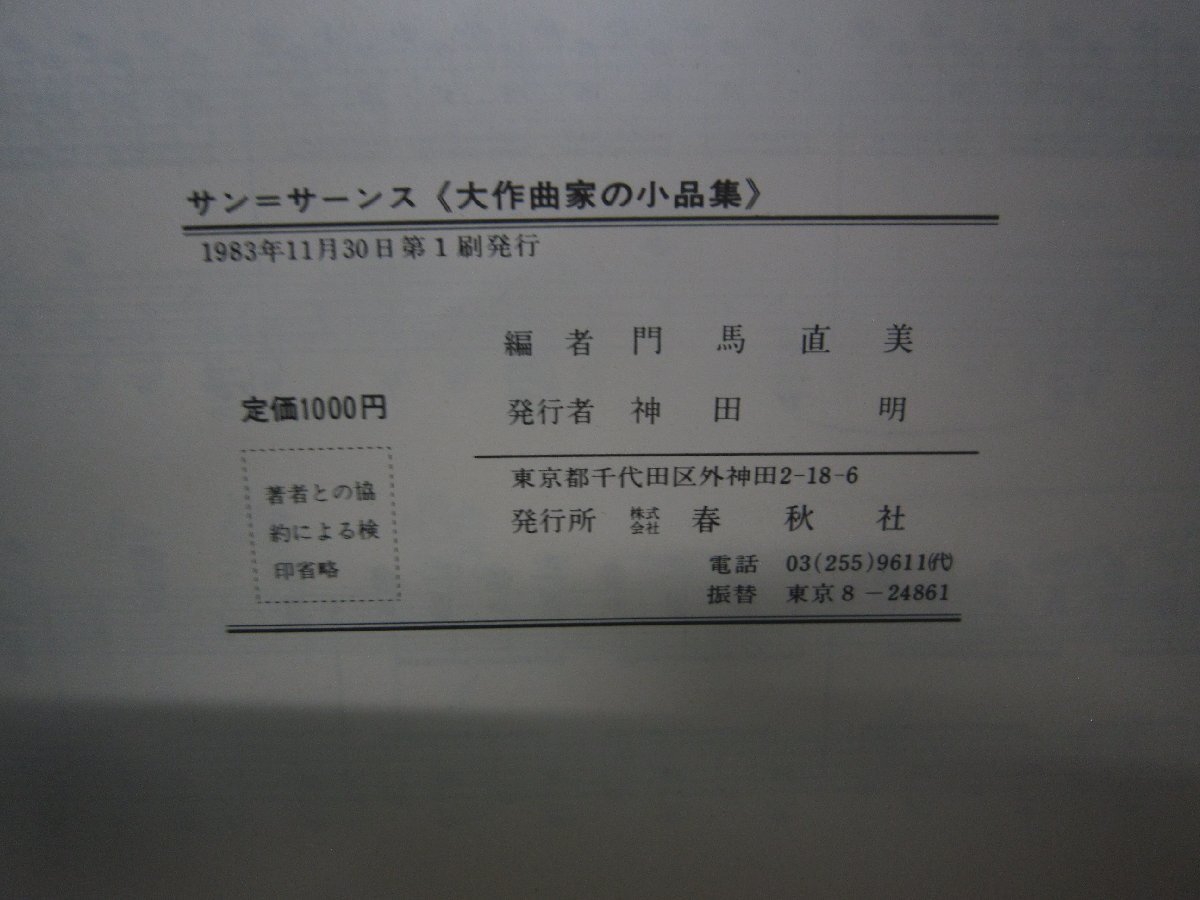 サン=サーンス《大作曲家の小品集》
1983年11月30日第1刷発行
編者 門馬直美
定価1000円
発行者 神田明
著者との協
約による検
印省略
東京都千代田区外神田2-18-6
発行所 株式会社 春秋社
電話 03(255)9611(代)
振替 東京8-24861